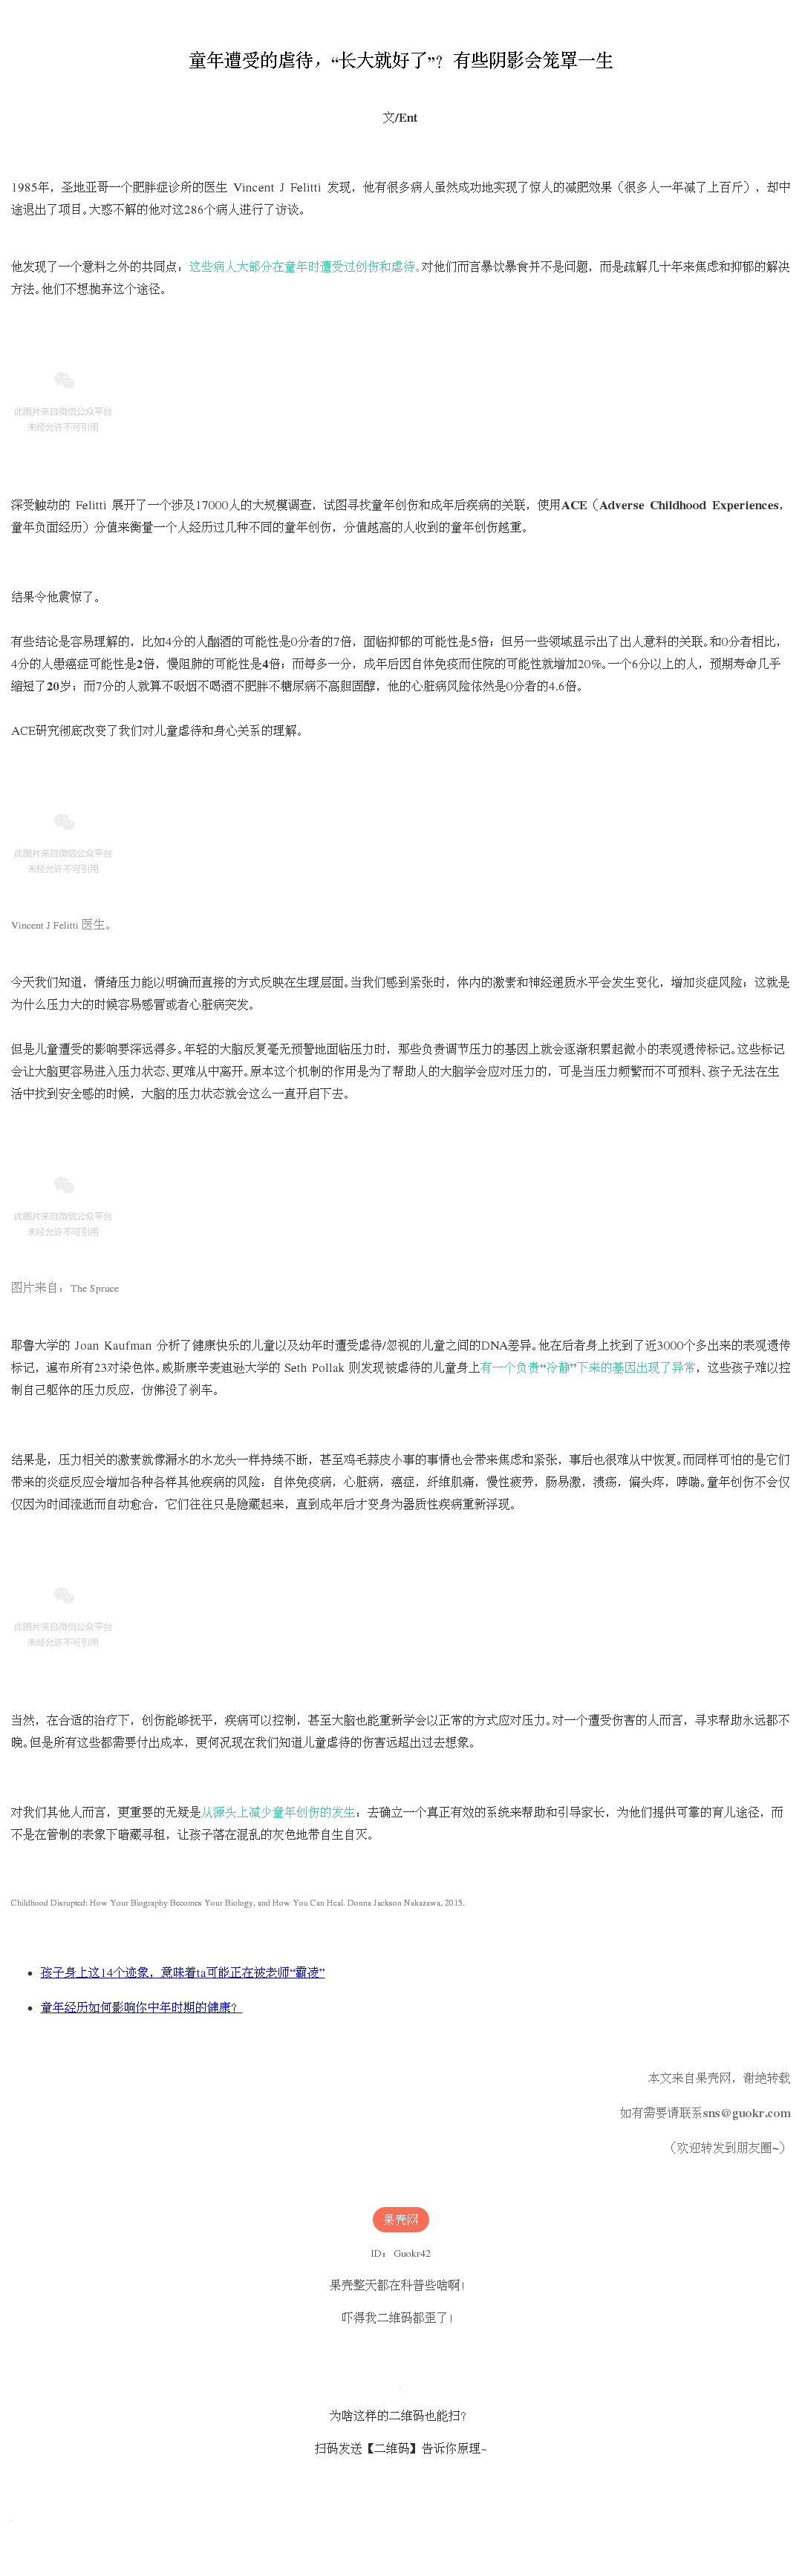 童年遭受的虐待，“长大就好了”？有些阴影会笼罩一生
文/Ent
1985年，圣地亚哥一个肥胖症诊所的医生 Vincent J Felitti 发现，他有很多病人虽然成功地实现了惊人的减肥效果（很多人一年减了上百斤），却中
途退出了项目。大惑不解的他对这286个病人进行了访谈。
他发现了一个意料之外的共同点：这些病人大部分在童年时遭受过创伤和虐待。对他们而言暴饮暴食并不是问题，而是疏解几十年来焦虑和抑郁的解决
方法。他们不想抛弃这个途径。
此图片来自微信公众平台
未经允许不可引用
深受触动的 Felitti 展开了一个涉及17000人的大规模调查，试图寻找童年创伤和成年后疾病的关联，使用ACE（Adverse Childhood Experiences，
童年负面经历）分值来衡量一个人经历过几种不同的童年创伤，分值越高的人收到的童年创伤越重。
结果令他震惊了。
有些结论是容易理解的，比如4分的人酗酒的可能性是0分者的7倍，面临抑郁的可能性是5倍；但另一些领域显示出了出人意料的关联。和0分者相比，
4分的人患癌症可能性是2倍，慢阻肺的可能性是4倍；而每多一分，成年后因自体免疫而住院的可能性就增加20%。一个6分以上的人，预期寿命几乎
缩短了20岁；而7分的人就算不吸烟不喝酒不肥胖不糖尿病不高胆固醇，他的心脏病风险依然是0分者的4.6倍。
ACE研究彻底改变了我们对儿童虐待和身心关系的理解。
此图片来自微信公众平台
未经允许不可引用
Vincent J Felitti 医生。
今天我们知道，情绪压力能以明确而直接的方式反映在生理层面。当我们感到紧张时，体内的激素和神经递质水平会发生变化，增加炎症风险；这就是
为什么压力大的时候容易感冒或者心脏病突发。
但是儿童遭受的影响要深远得多。年轻的大脑反复毫无预警地面临压力时，那些负责调节压力的基因上就会逐渐积累起微小的表观遗传标记。这些标记
会让大脑更容易进入压力状态、更难从中离开。原本这个机制的作用是为了帮助人的大脑学会应对压力的，可是当压力频繁而不可预料、孩子无法在生
活中找到安全感的时候，大脑的压力状态就会这么一直开启下去。
此图片来自微信公众平台
未经允许不可引用
图片来自：The Spruce
耶鲁大学的 Joan Kaufman 分析了健康快乐的儿童以及幼年时遭受虐待/忽视的儿童之间的DNA差异。他在后者身上找到了近3000个多出来的表观遗传
标记，遍布所有23对染色体。威斯康辛麦迪逊大学的 Seth Pollak 则发现被虐待的儿童身上有一个负责“冷静”下来的基因出现了异常，这些孩子难以控
制自己躯体的压力反应，仿佛没了刹车。
结果是，压力相关的激素就像漏水的水龙头一样持续不断，甚至鸡毛蒜皮小事的事情也会带来焦虑和紧张，事后也很难从中恢复。而同样可怕的是它们
带来的炎症反应会增加各种各样其他疾病的风险：自体免疫病，心脏病，癌症，纤维肌痛，慢性疲劳，肠易激，溃疡，偏头疼，哮喘。童年创伤不会仅
仅因为时间流逝而自动愈合，它们往往只是隐藏起来，直到成年后才变身为器质性疾病重新浮现。
此图片来自微信公众平台
未经允许不可引用
当然，在合适的治疗下，创伤能够抚平，疾病可以控制，甚至大脑也能重新学会以正常的方式应对压力。对一个遭受伤害的人而言，寻求帮助永远都不
晚。但是所有这些都需要付出成本，更何况现在我们知道儿童虐待的伤害远超出过去想象。
对我们其他人而言，更重要的无疑是从源头上减少童年创伤的发生：去确立一个真正有效的系统来帮助和引导家长，为他们提供可靠的育儿途径，而
不是在管制的表象下暗藏寻租，让孩子落在混乱的灰色地带自生自灭。
Childhood Disrupted: How Your Biography Becomes Your Biology, and How You Can Heal. Donna Jackson Nakazawa, 2015.
• 孩子身上这14个迹象，意味着ta可能正在被老师“霸凌”
• 童年经历如何影响你中年时期的健康？
本文来自果壳网，谢绝转载
如有需要请联系sns@guokr.com
（欢迎转发到朋友圈~）
果壳网
ID：Guokr42
果壳整天都在科普些啥啊！
吓得我二维码都歪了！
为啥这样的二维码也能扫？
扫码发送【二维码】告诉你原理~